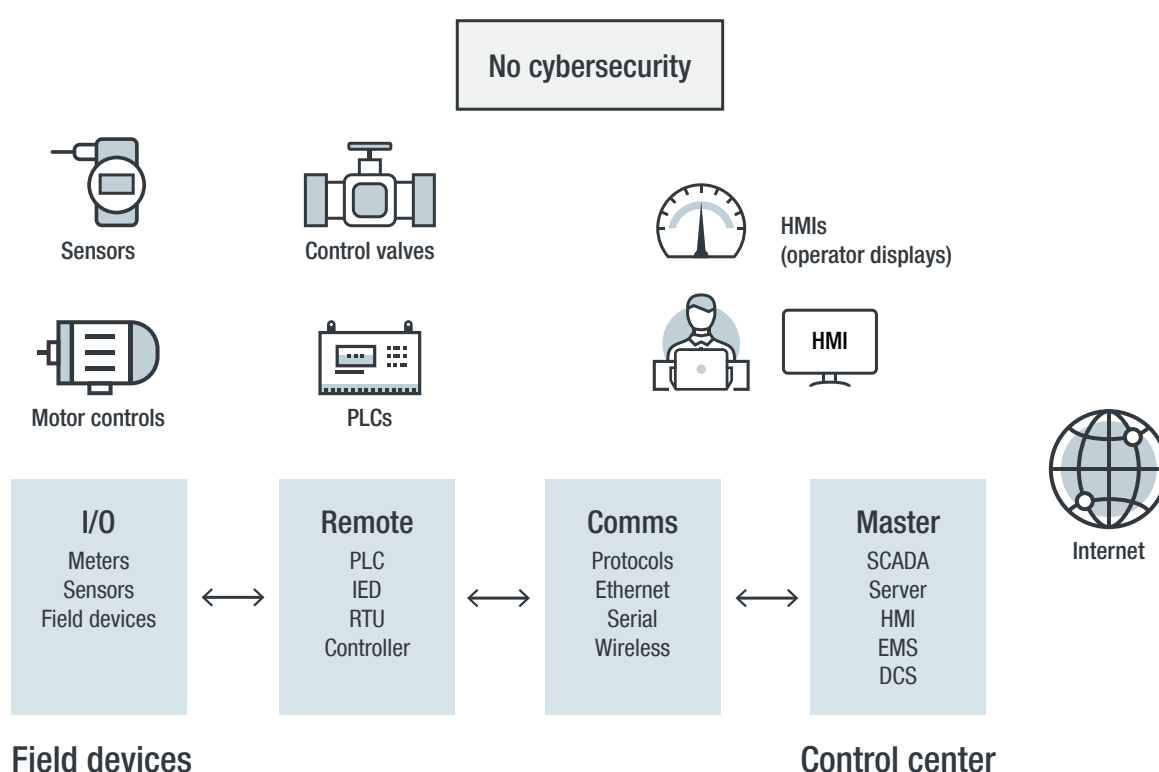 No cybersecurity
Sensors
Control valves
HMIs
(operator displays)
HMI
Motor controls
PLCs
Internet
I/O
Meters
Sensors
Field devices
Remote
PLC
IED
RTU
Controller
Comms
Protocols
Ethernet
Serial
Wireless
Master
SCADA
Server
HMI
EMS
DCS
Field devices
Control center